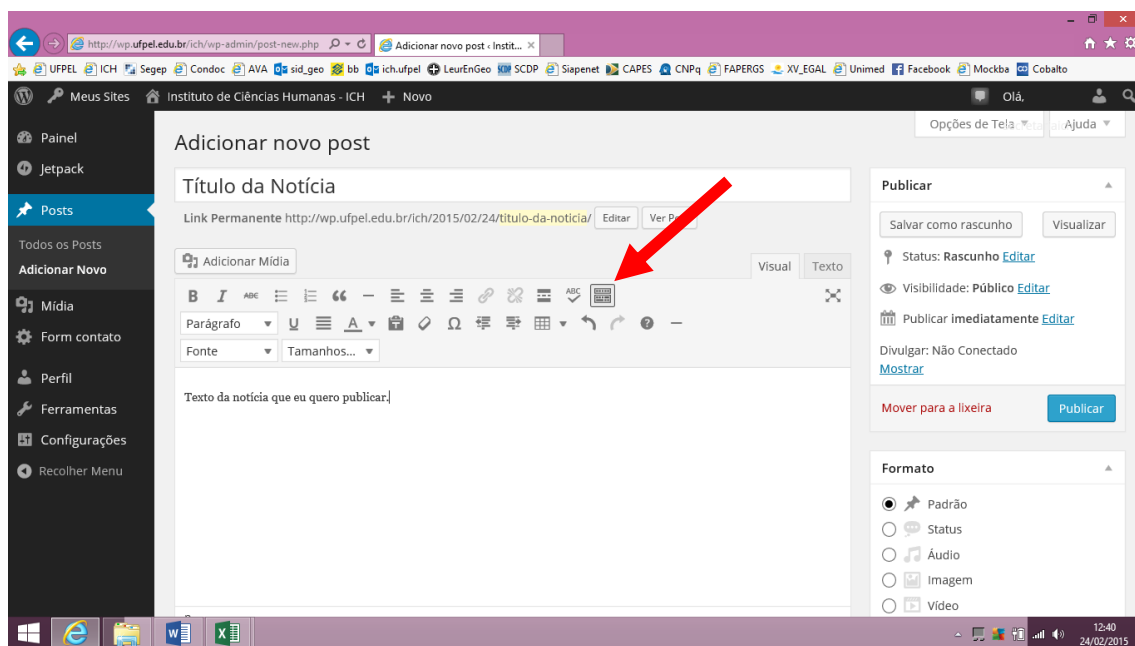 http://wp.ufpel.edu.br/ich/wp-admin/post-new.php
Adicionar novo post ‹ Instit...
UFPEL ICH Segep Condoc AVA sid_geo bb ich.ufpel LeurEnGeo SCDP Siapenet CAPES CNPq FAPERGS XV_EGAL Unimed Facebook Mockba Cobalto
Meus Sites Instituto de Ciências Humanas - ICH + Novo Olá,
Opções de Tela Ajuda
Painel
Jetpack
Posts
Todos os Posts
Adicionar Novo
Mídia
Form contato
Perfil
Ferramentas
Configurações
Recolher Menu
Adicionar novo post
Título da Notícia
Link Permanente http://wp.ufpel.edu.br/ich/2015/02/24/titulo-da-noticia/ Editar Ver
Adicionar Mídia
Visual Texto
B I ABE ABC
Parágrafo U A Ω
Fonte Tamanhos...
Texto da notícia que eu quero publicar.
Publicar
Salvar como rascunho Visualizar
Status: Rascunho Editar
Visibilidade: Público Editar
Publicar imediatamente Editar
Divulgar: Não Conectado
Mostrar
Mover para a lixeira Publicar
Formato
Padrão
Status
Áudio
Imagem
Vídeo
12:40
24/02/2015